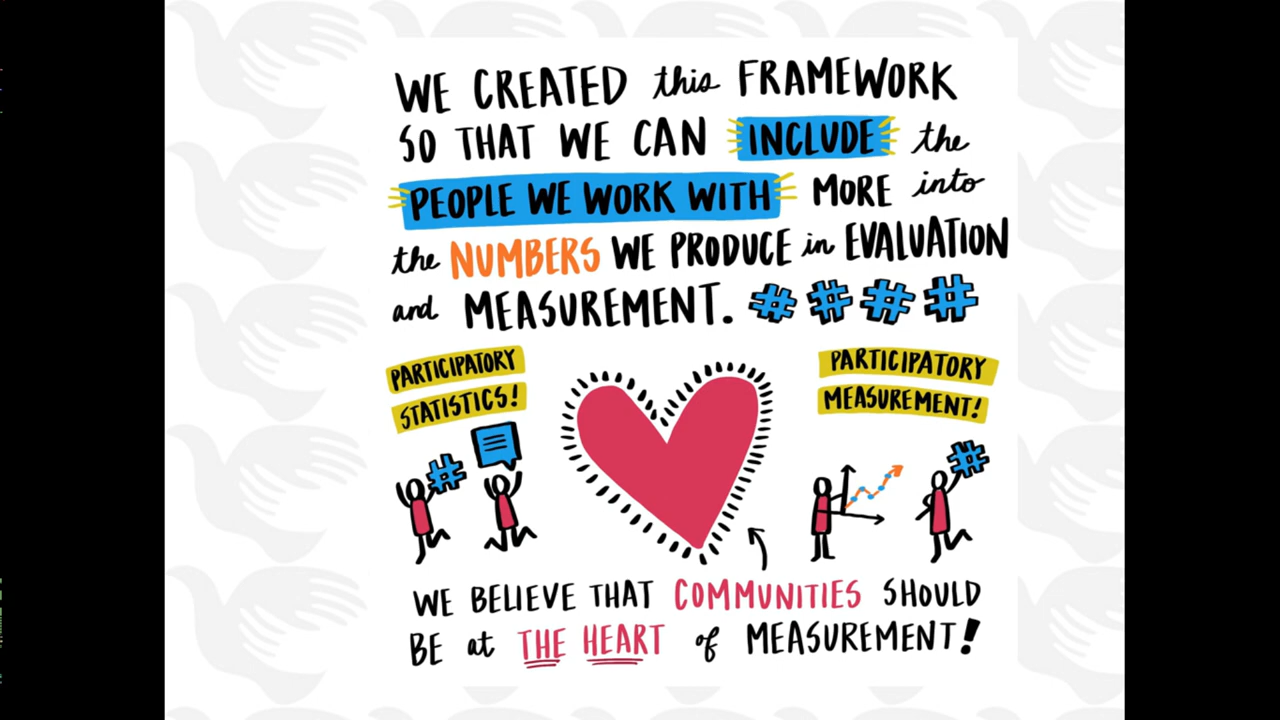 WE CREATED this FRAMEWORK
SO THAT WE CAN INCLUDE the
PEOPLE WE WORK WITH MORE into
the NUMBERS WE PRODUCE in EVALUATION
and MEASUREMENT. # # # #
PARTICIPATORY
STATISTICS!
PARTICIPATORY
MEASUREMENT!
#
#
WE BELIEVE THAT COMMUNITIES SHOULD
BE at THE HEART of MEASUREMENT!